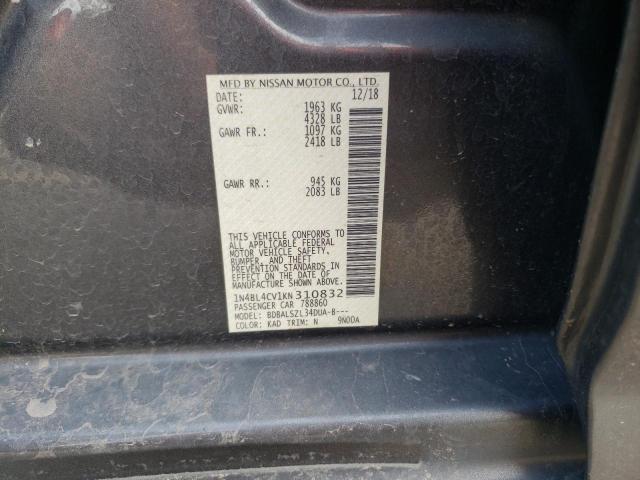 MFD BY NISSAN MOTOR CO., LTD.
DATE: 12/18
GVWR: 1963 KG
4328 LB
GAWR FR.: 1097 KG
2418 LB
GAWR RR.: 945 KG
2083 LB
THIS VEHICLE CONFORMS TO
ALL APPLICABLE FEDERAL
MOTOR VEHICLE SAFETY,
BUMPER, AND THEFT
PREVENTION STANDARDS IN
EFFECT ON THE DATE OF
MANUFACTURE SHOWN ABOVE.
1N4BL4CV1KN310832
PASSENGER CAR 788860
MODEL: BDBALSZL34DUA-B---
COLOR: KAD TRIM: N 9N0DA